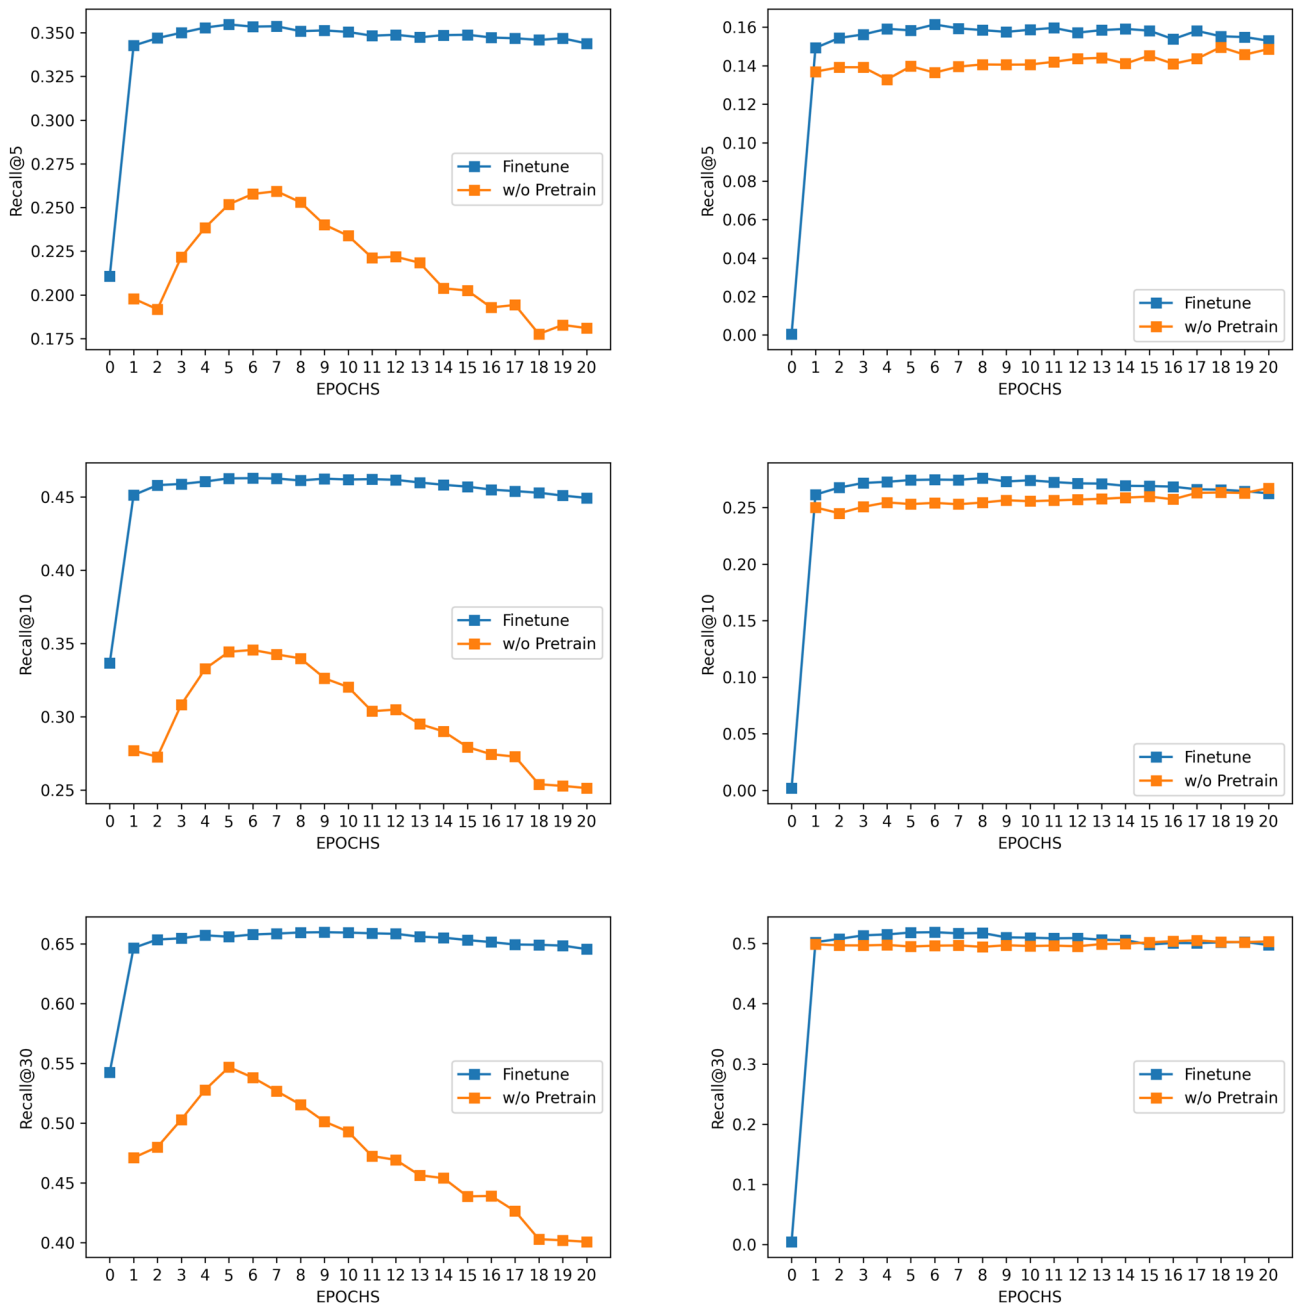 Recall@5
0.350
0.325
0.300
0.275
0.250
0.225
0.200
0.175
Finetune
w/o Pretrain
0 1 2 3 4 5 6 7 8 9 10 11 12 13 14 15 16 17 18 19 20
EPOCHS
Recall@5
0.16
0.14
0.12
0.10
0.08
0.06
0.04
0.02
0.00
Finetune
w/o Pretrain
0 1 2 3 4 5 6 7 8 9 10 11 12 13 14 15 16 17 18 19 20
EPOCHS
Recall@10
0.45
0.40
0.35
0.30
0.25
Finetune
w/o Pretrain
0 1 2 3 4 5 6 7 8 9 10 11 12 13 14 15 16 17 18 19 20
EPOCHS
Recall@10
0.25
0.20
0.15
0.10
0.05
0.00
Finetune
w/o Pretrain
0 1 2 3 4 5 6 7 8 9 10 11 12 13 14 15 16 17 18 19 20
EPOCHS
Recall@30
0.65
0.60
0.55
0.50
0.45
0.40
Finetune
w/o Pretrain
0 1 2 3 4 5 6 7 8 9 10 11 12 13 14 15 16 17 18 19 20
EPOCHS
Recall@30
0.5
0.4
0.3
0.2
0.1
0.0
Finetune
w/o Pretrain
0 1 2 3 4 5 6 7 8 9 10 11 12 13 14 15 16 17 18 19 20
EPOCHS